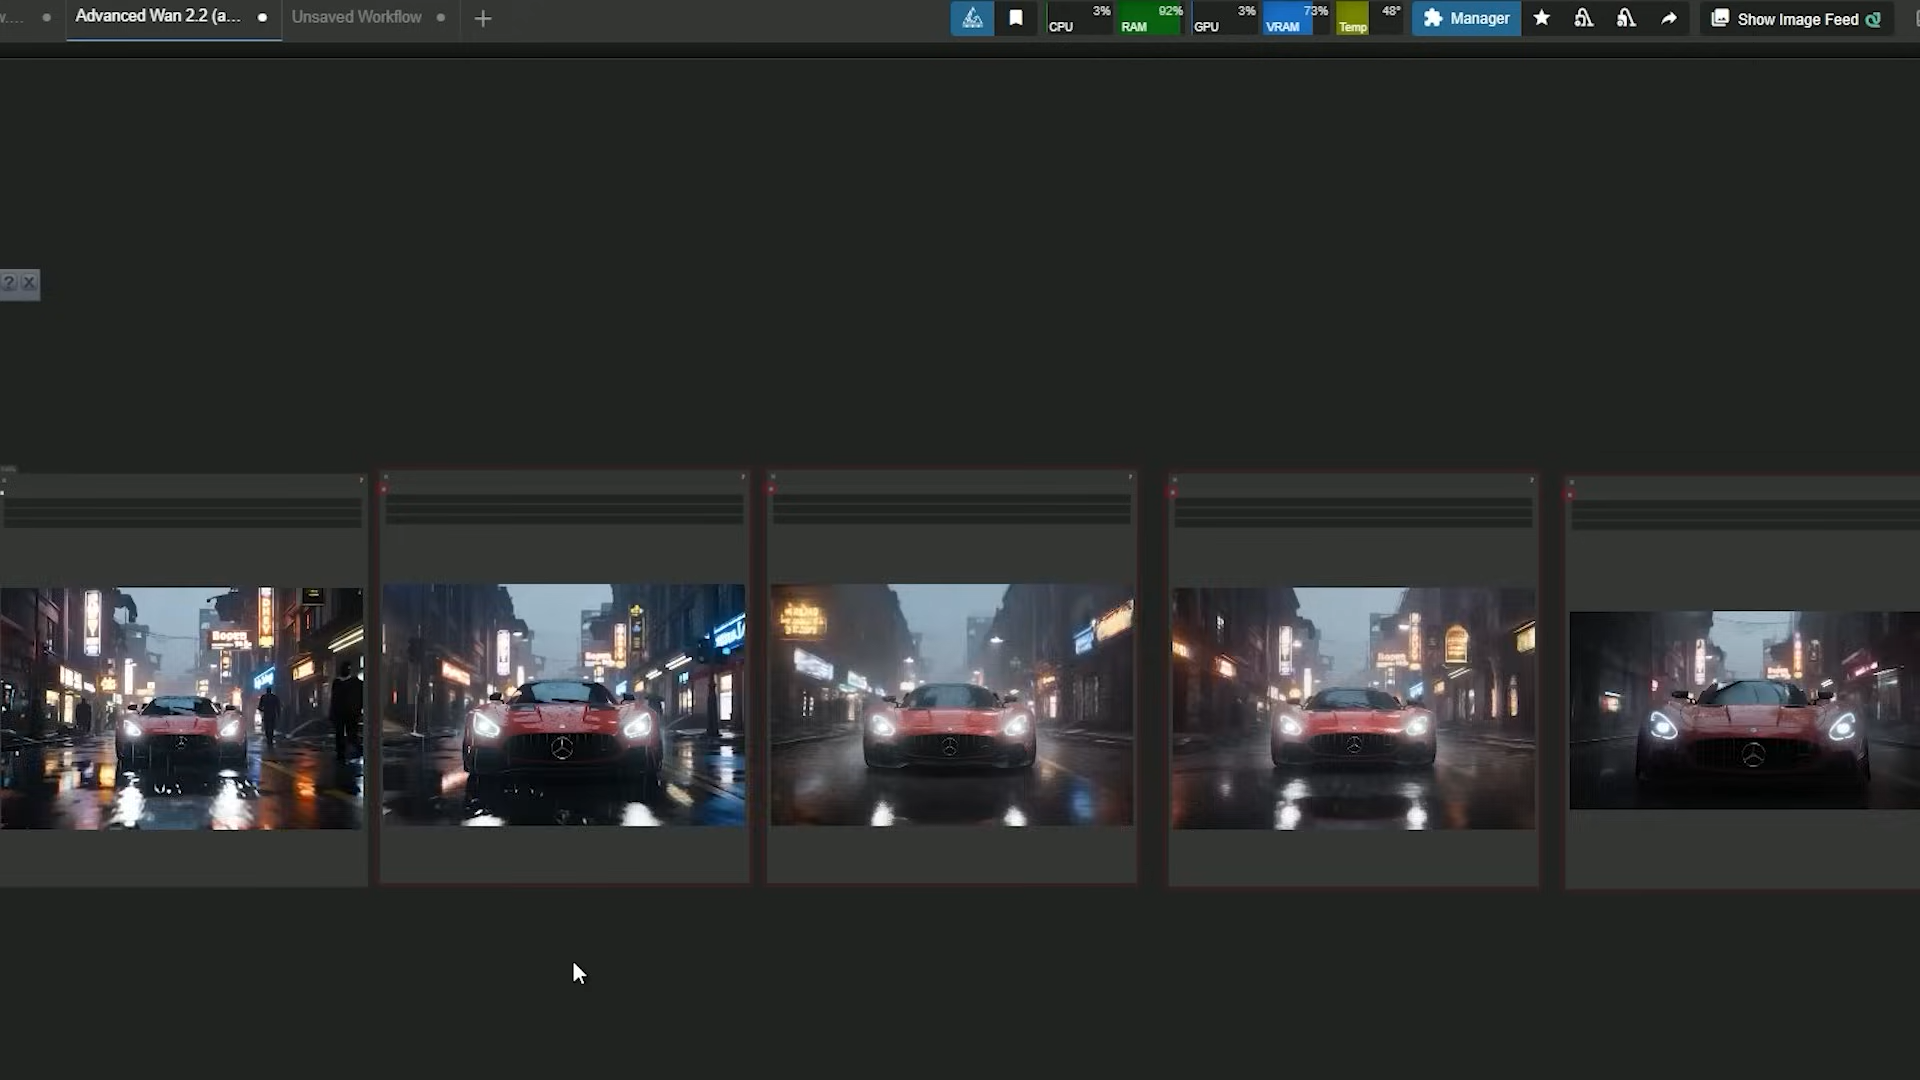 w....
Advanced Wan 2.2 (a...
Unsaved Workflow
+
CPU 3%
RAM 92%
GPU 3%
VRAM 73%
Temp 48°
Manager
Show Image Feed
? X